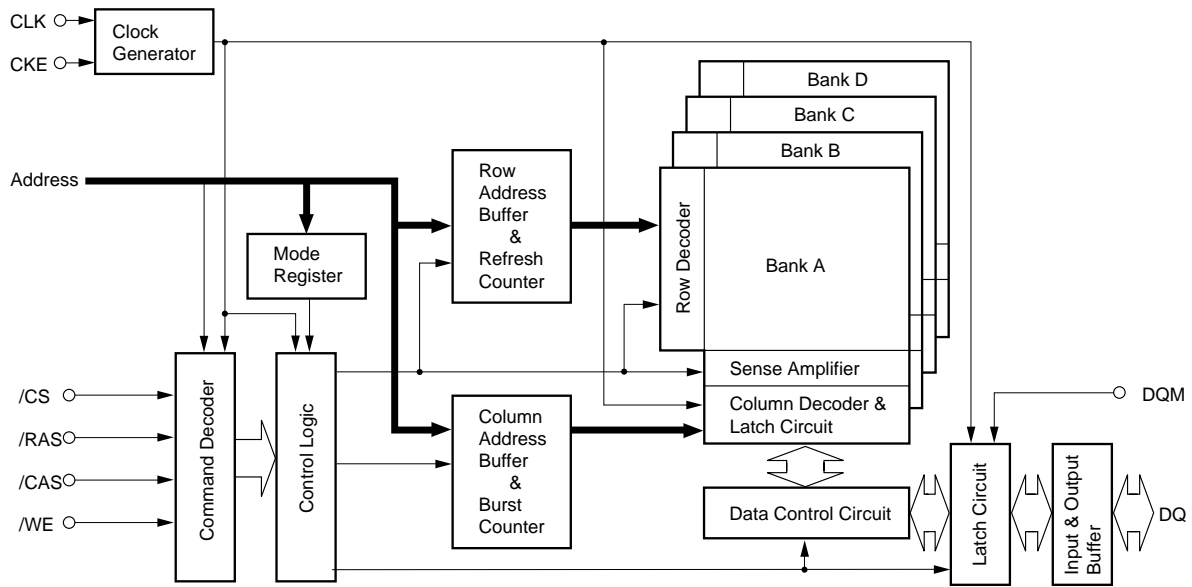 CLK
CKE
Clock
Generator
Bank D
Bank C
Bank B
Address
Row
Address
Buffer
&
Refresh
Counter
Row Decoder
Bank A
Mode
Register
Sense Amplifier
Column Decoder &
Latch Circuit
/CS
/RAS
/CAS
/WE
Command Decoder
Control Logic
Column
Address
Buffer
&
Burst
Counter
Data Control Circuit
DQM
Latch Circuit
Input & Output
Buffer
DQ